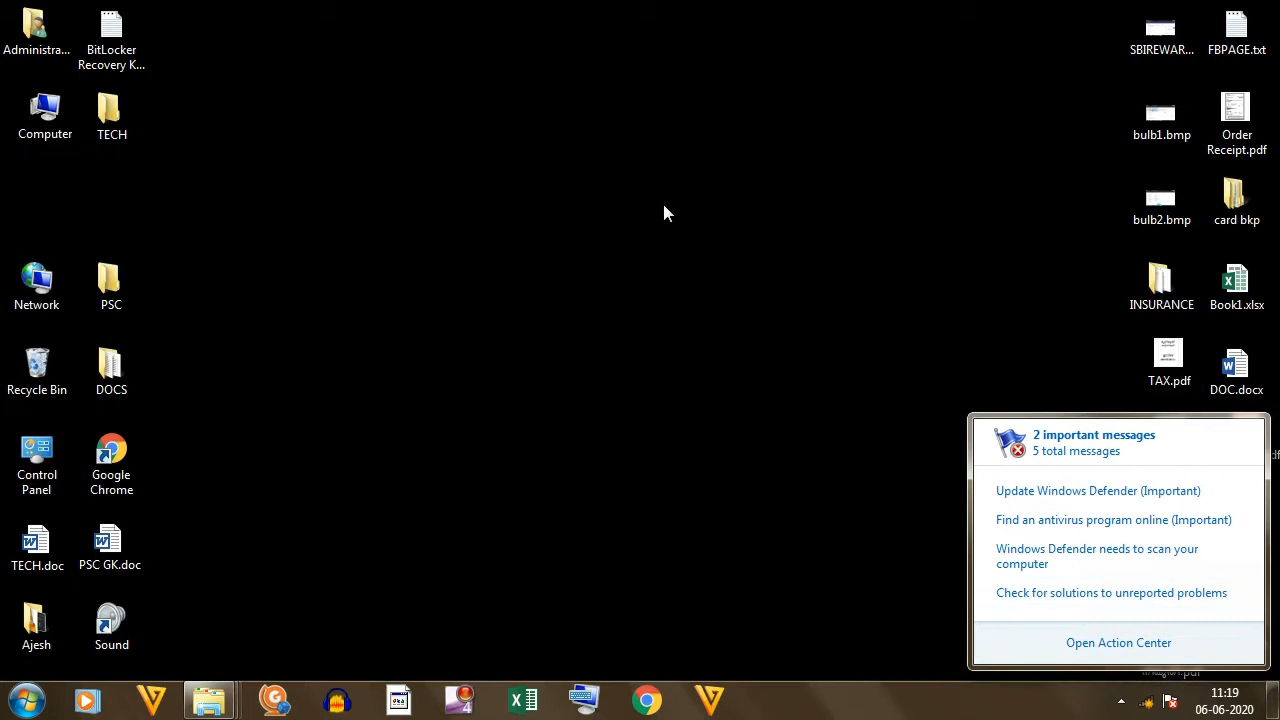 Administra...
BitLocker
Recovery K...
Computer
TECH
Network
PSC
Recycle Bin
DOCS
Control
Panel
Google
Chrome
TECH.doc
PSC GK.doc
Ajesh
Sound
SBIREWAR...
FBPAGE.txt
bulb1.bmp
Order
Receipt.pdf
bulb2.bmp
card bkp
INSURANCE
Book1.xlsx
TAX.pdf
DOC.docx
2 important messages
5 total messages
Update Windows Defender (Important)
Find an antivirus program online (Important)
Windows Defender needs to scan your
computer
Check for solutions to unreported problems
Open Action Center
11:19
06-06-2020